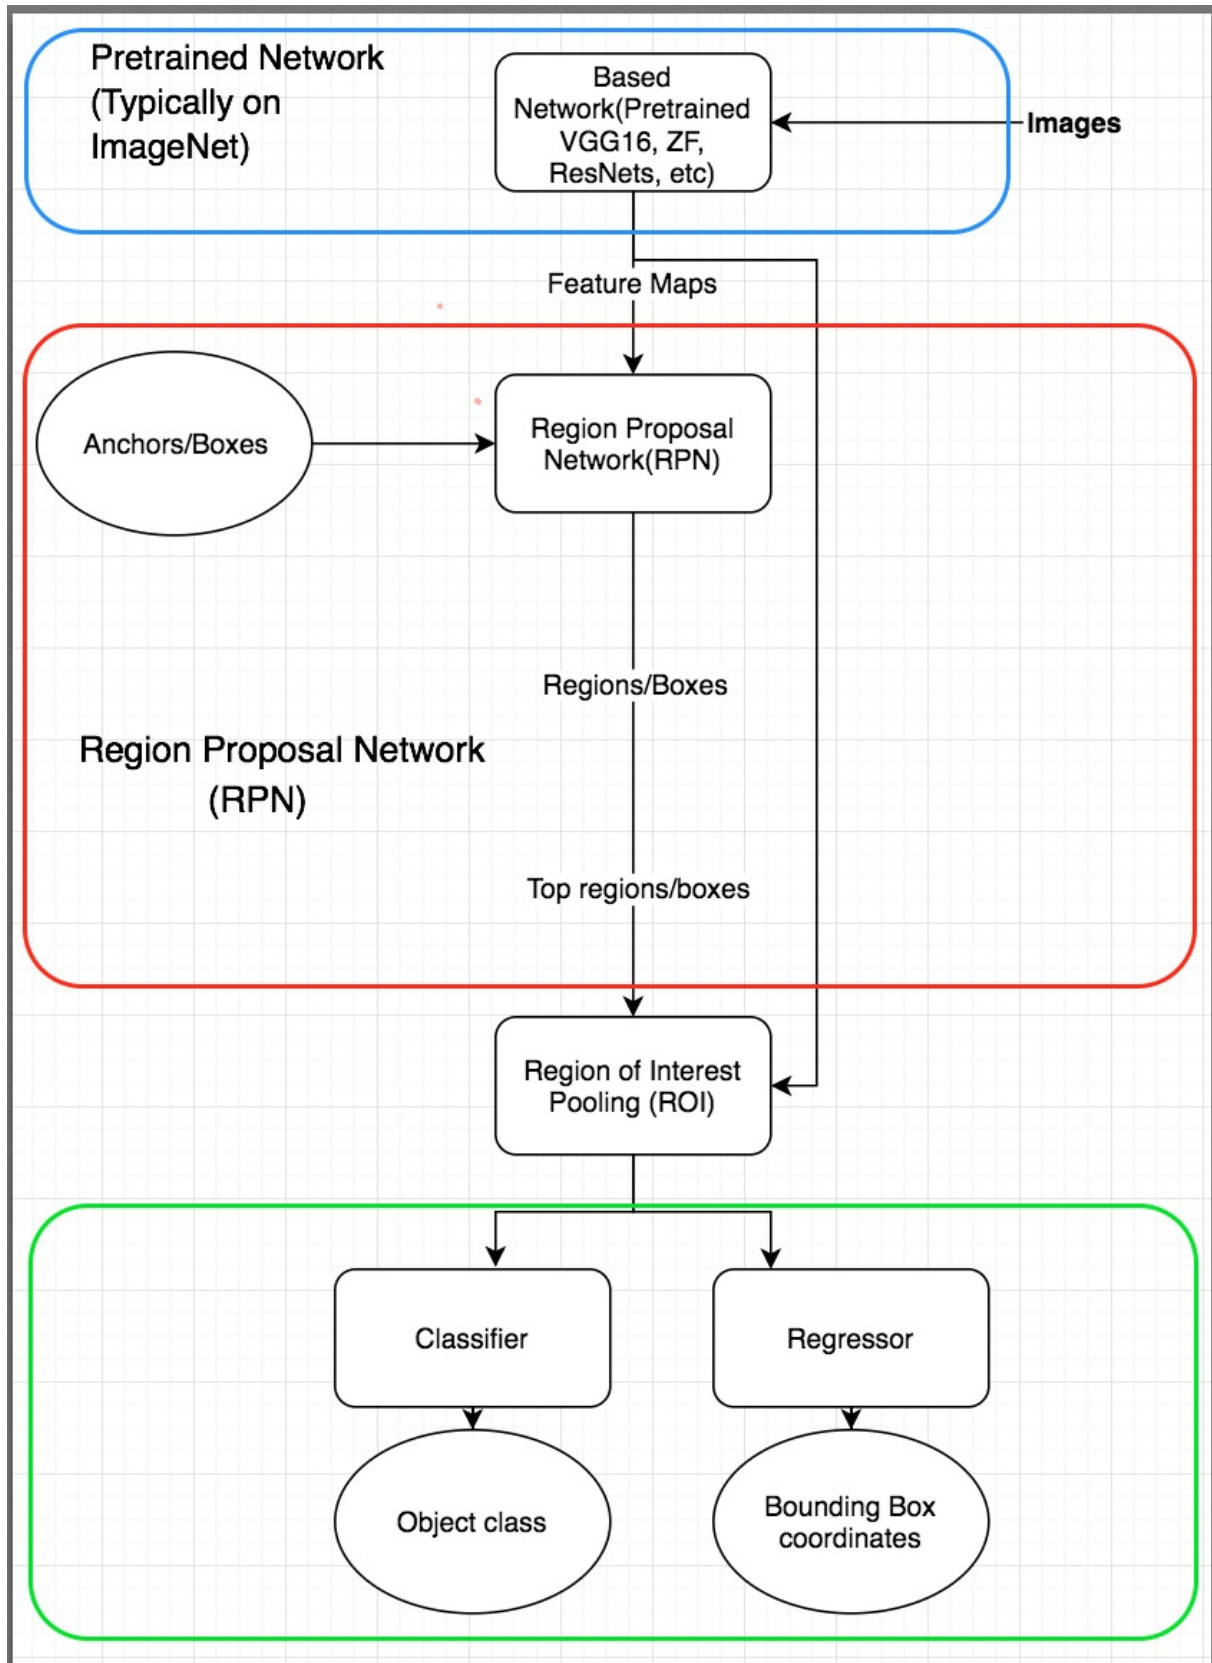 Pretrained Network
(Typically on
ImageNet)
Based
Network(Pretrained
VGG16, ZF,
ResNets, etc)
Images
Feature Maps
Anchors/Boxes
Region Proposal
Network(RPN)
Regions/Boxes
Region Proposal Network
(RPN)
Top regions/boxes
Region of Interest
Pooling (ROI)
Classifier
Regressor
Object class
Bounding Box
coordinates